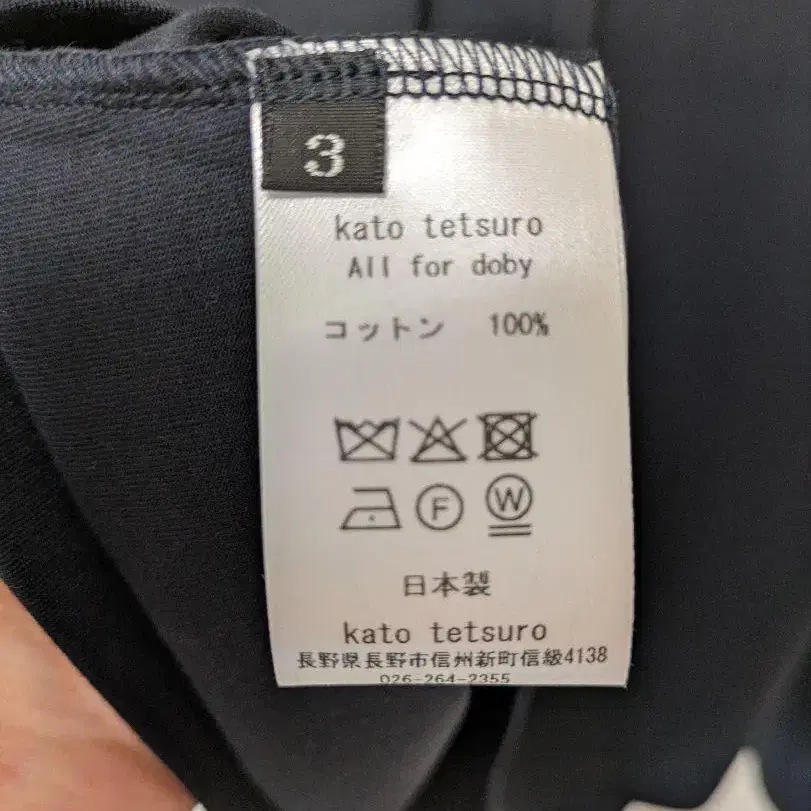 3
kato tetsuro
All for doby
コットン 100%
F W
日本製
kato tetsuro
長野県長野市信州新町信級4138
026-264-2355